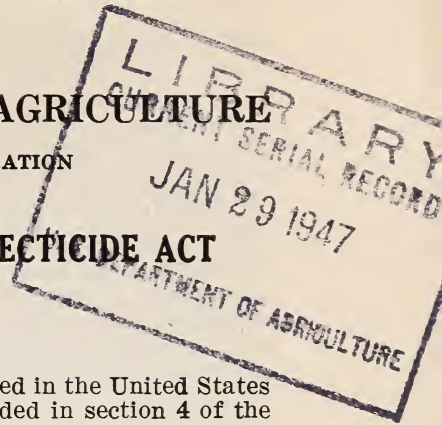 AGRICULTURE
ATION
ECTICIDE ACT
LIBRARY
CURRENT SERIAL RECORD
JAN 29 1947
DEPARTMENT OF AGRICULTURE
ed in the United States
ded in section 4 of the